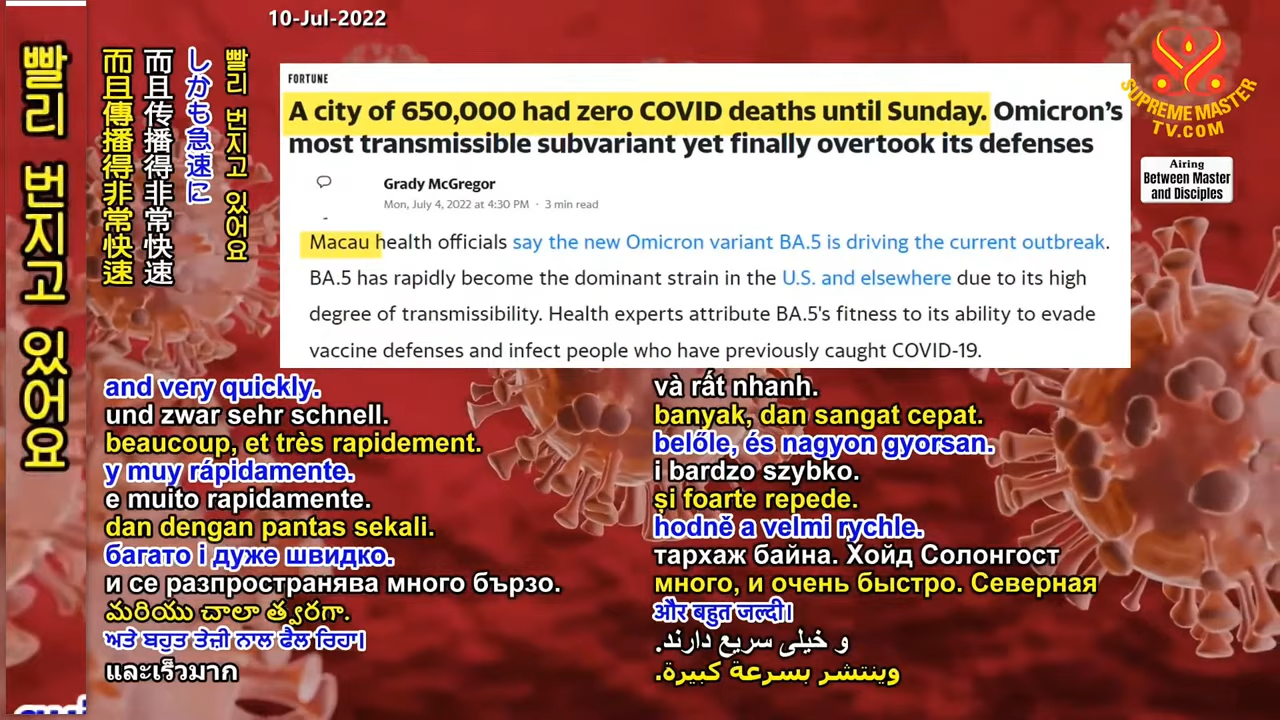 10-Jul-2022
빨리 번지고 있어요
而且傳播得非常快速
而且传播得非常快速
しかも急速に
빨리 번지고 있어요
FORTUNE
A city of 650,000 had zero COVID deaths until Sunday. Omicron's
most transmissible subvariant yet finally overtook its defenses
Grady McGregor
Mon, July 4, 2022 at 4:30 PM · 3 min read
Macau health officials say the new Omicron variant BA.5 is driving the current outbreak.
BA.5 has rapidly become the dominant strain in the U.S. and elsewhere due to its high
degree of transmissibility. Health experts attribute BA.5's fitness to its ability to evade
vaccine defenses and infect people who have previously caught COVID-19.
SUPREME MASTER
TV.COM
Airing
Between Master
and Disciples
and very quickly.
und zwar sehr schnell.
beaucoup, et très rapidement.
y muy rápidamente.
e muito rapidamente.
dan dengan pantas sekali.
багато і дуже швидко.
и се разпространява много бързо.
మరియు చాలా త్వరగా.
ਅਤੇ ਬਹੁਤ ਤੇਜ਼ੀ ਨਾਲ ਫੈਲ ਰਿਹਾ।
และเร็วมาก
và rất nhanh.
banyak, dan sangat cepat.
belőle, és nagyon gyorsan.
i bardzo szybko.
și foarte repede.
hodně a velmi rychle.
тархаж байна. Хойд Солонгост
много, и очень быстро. Северная
और बहुत जल्दी।
و خیلی سریع دارند.
وينتشر بسرعة كبيرة.